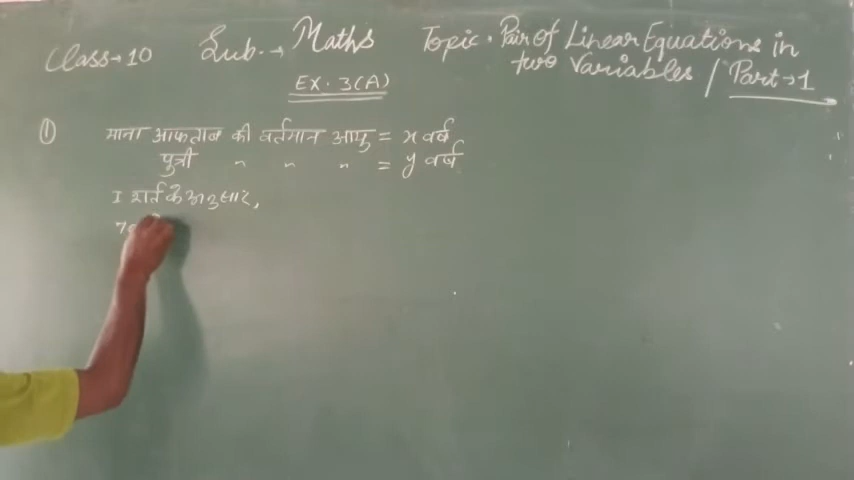 Class → 10 Sub. → Maths Topic. Pair of Linear Equations in
two Variables / Part → 1
EX. 3(A)
① माना आफताब की वर्तमान आयु = x वर्ष
पुत्री " " " = y वर्ष
I शर्त के अनुसार,
7